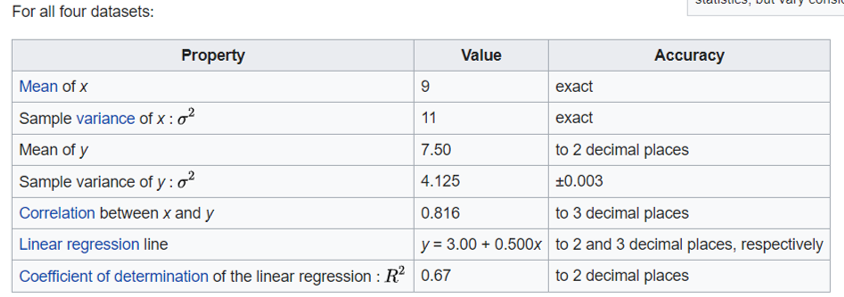 statistics, but vary
For all four datasets:
Property Value Accuracy
Mean of x 9 exact
Sample variance of x : σ² 11 exact
Mean of y 7.50 to 2 decimal places
Sample variance of y : σ² 4.125 ±0.003
Correlation between x and y 0.816 to 3 decimal places
Linear regression line y = 3.00 + 0.500x to 2 and 3 decimal places, respectively
Coefficient of determination of the linear regression : R² 0.67 to 2 decimal places